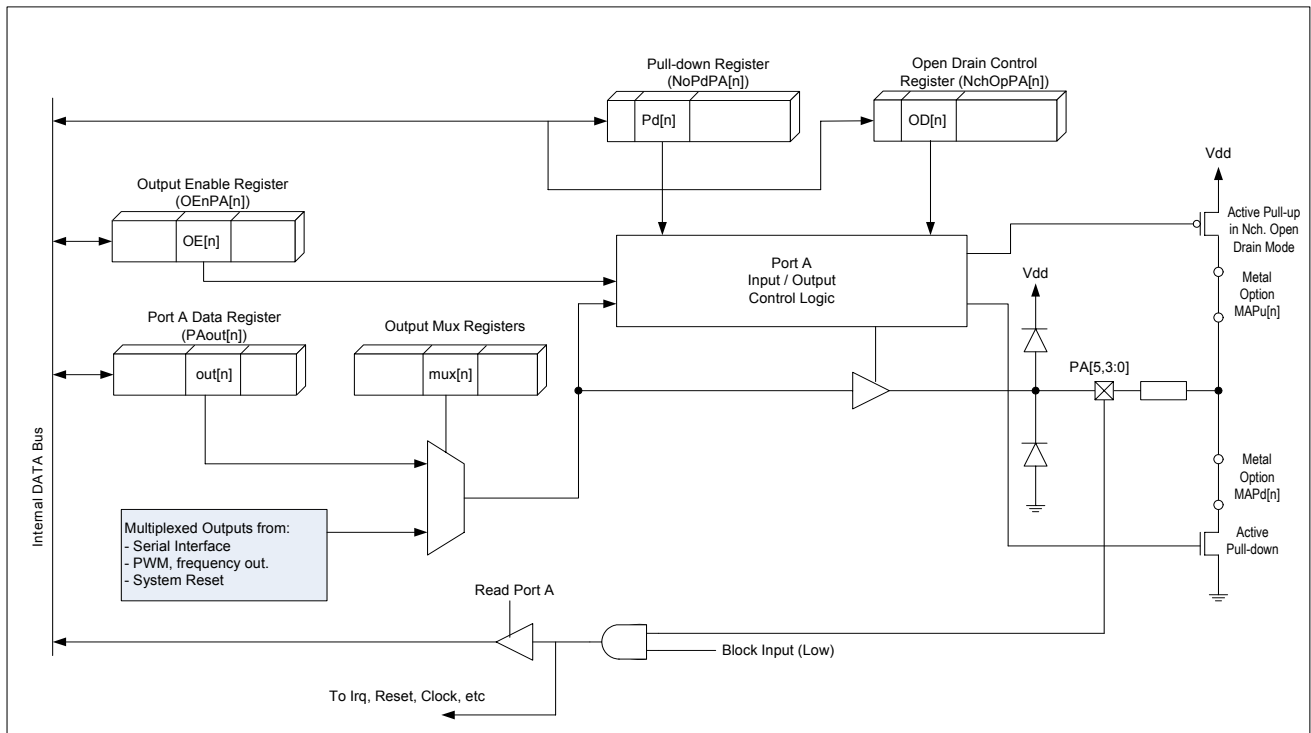 Pull-down Register
(NoPdPA[n])
Pd[n]
Open Drain Control
Register (NchOpPA[n])
OD[n]
Vdd
Output Enable Register
(OEnPA[n])
OE[n]
Active Pull-up
in Nch. Open
Drain Mode
Port A
Input / Output
Control Logic
Vdd
Metal
Option
MAPu[n]
Port A Data Register
(PAout[n])
out[n]
Output Mux Registers
mux[n]
PA[5,3:0]
Internal DATA Bus
Metal
Option
MAPd[n]
Multiplexed Outputs from:
- Serial Interface
- PWM, frequency out.
- System Reset
Active
Pull-down
Read Port A
Block Input (Low)
To Irq, Reset, Clock, etc